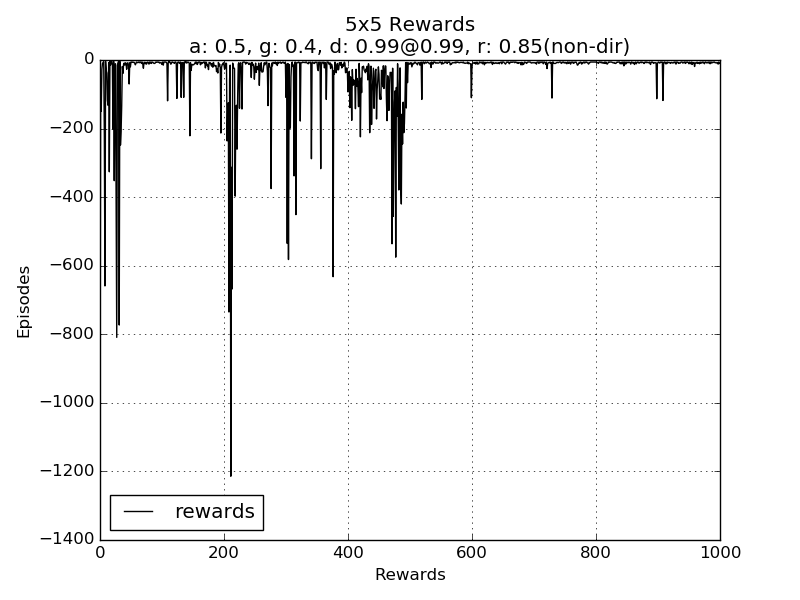 5x5 Rewards
a: 0.5, g: 0.4, d: 0.99@0.99, r: 0.85(non-dir)
0
−200
−400
−600
−800
−1000
−1200
−1400
Episodes
rewards
0 200 400 600 800 1000
Rewards